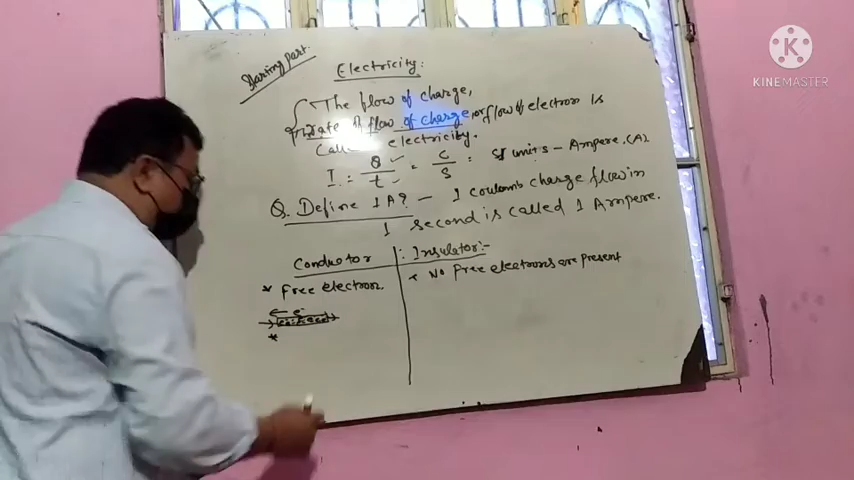 Starting part.
Electricity:
The flow of charge,
rate of flow of charge, or flow of electron is
called electricity.
I = Q/t = C/S = SI units - Ampere (A)
Q. Define 1A? - 1 coulomb charge flow in
1 second is called 1 Ampere.
Conductor : Insulator:-
* Free electron. * No free electrons are present
← e-
*
K
KINEMASTER